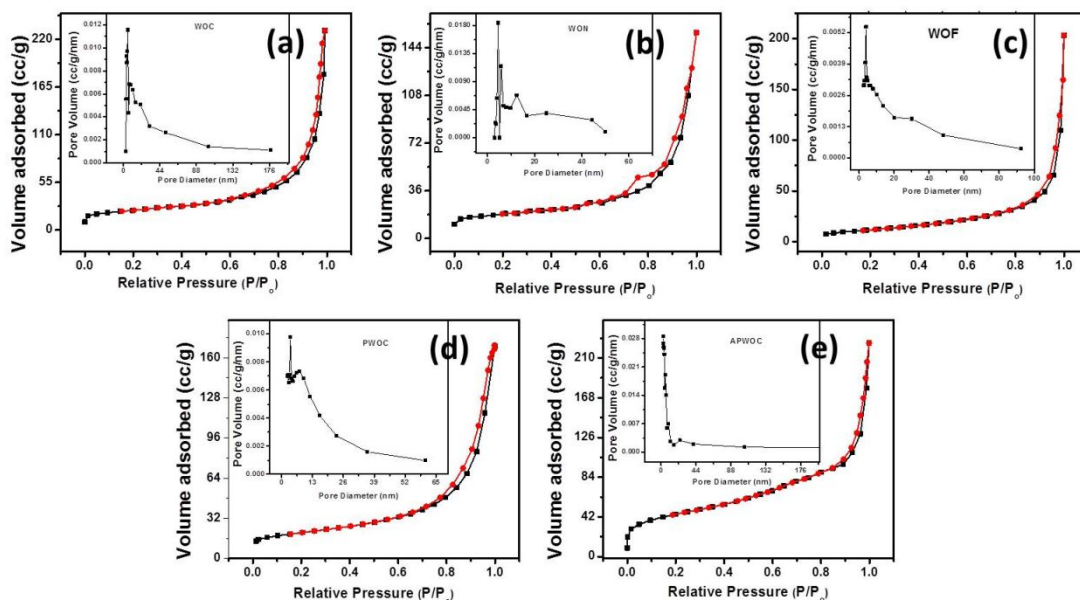 WOC
(a)
Volume adsorbed (cc/g)
220
165
110
55
0
Pore Volume (cc/g/nm)
0.012
0.010
0.008
0.006
0.004
0.002
0.000
0 44 88 132 176
Pore Diameter (nm)
0.0 0.2 0.4 0.6 0.8 1.0
Relative Pressure (P/Po)
WON
(b)
Volume adsorbed (cc/g)
144
108
72
36
0
Pore Volume (cc/g/nm)
0.0180
0.0135
0.0090
0.0045
0.0000
0 20 40 60
Pore Diameter (nm)
0.0 0.2 0.4 0.6 0.8 1.0
Relative Pressure (P/Po)
WOF
(c)
Volume adsorbed (cc/g)
200
150
100
50
0
Pore Volume (cc/g/nm)
0.0052
0.0039
0.0026
0.0013
0.0000
0 20 40 60 80 100
Pore Diameter (nm)
0.0 0.2 0.4 0.6 0.8 1.0
Relative Pressure (P/Po)
PWOC
(d)
Volume adsorbed (cc/g)
160
128
96
64
32
0
Pore Volume (cc/g/nm)
0.010
0.008
0.006
0.004
0.002
0.000
0 13 26 39 52 65
Pore Diameter (nm)
0.0 0.2 0.4 0.6 0.8 1.0
Relative Pressure (P/Po)
APWOC
(e)
Volume adsorbed (cc/g)
210
168
126
84
42
0
Pore Volume (cc/g/nm)
0.028
0.021
0.014
0.007
0.000
0 44 88 132 176
Pore Diameter (nm)
0.0 0.2 0.4 0.6 0.8 1.0
Relative Pressure (P/Po)